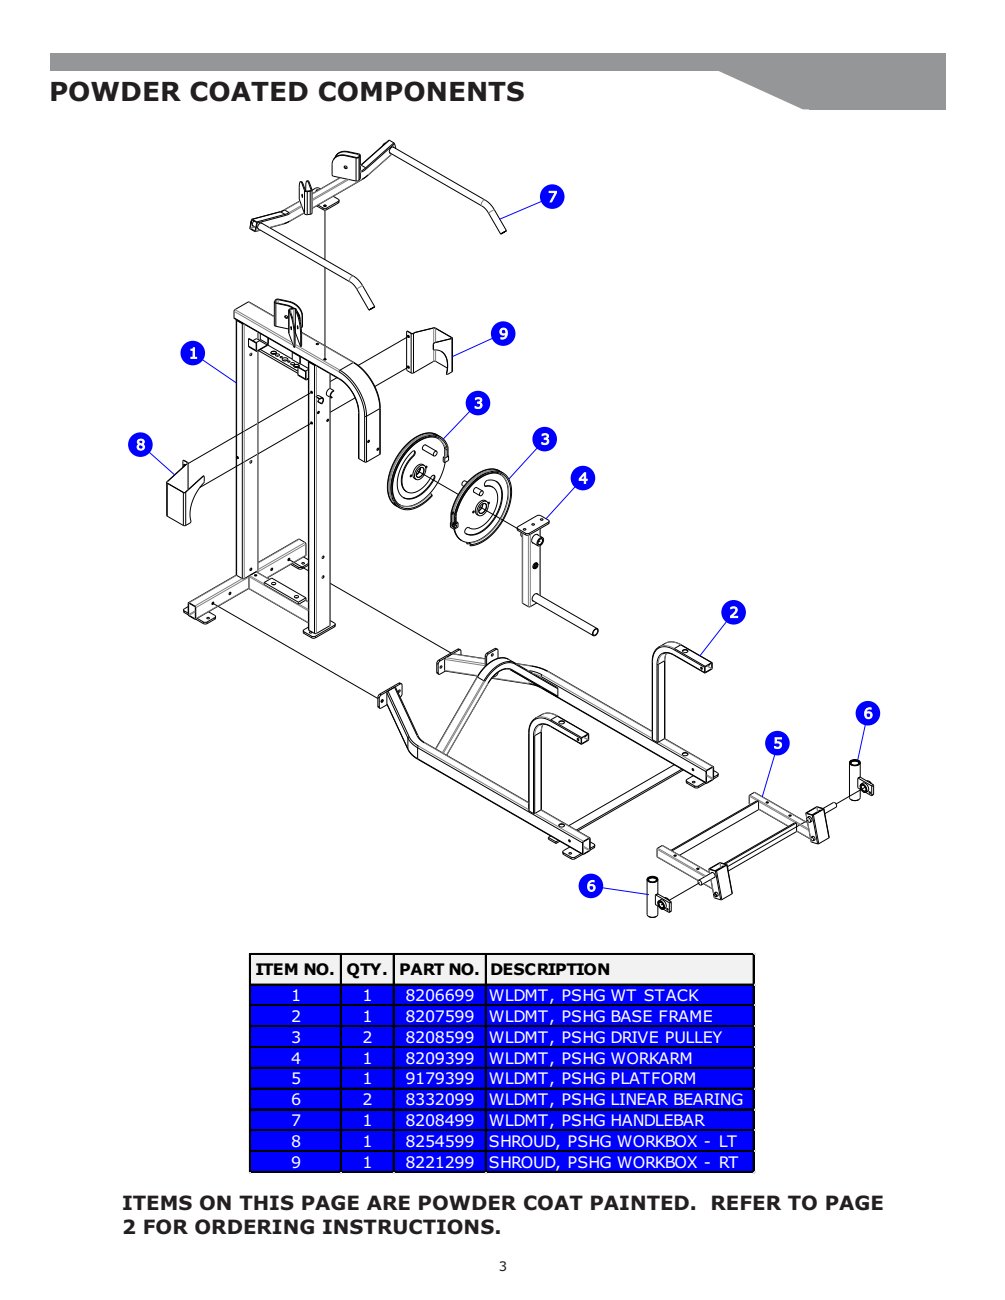 POWDER COATED COMPONENTS
7
9
1
3
8
3
4
2
6
5
6
ITEM NO. QTY. PART NO. DESCRIPTION
1 1 8206699 WLDMT, PSHG WT STACK
2 1 8207599 WLDMT, PSHG BASE FRAME
3 2 8208599 WLDMT, PSHG DRIVE PULLEY
4 1 8209399 WLDMT, PSHG WORKARM
5 1 9179399 WLDMT, PSHG PLATFORM
6 2 8332099 WLDMT, PSHG LINEAR BEARING
7 1 8208499 WLDMT, PSHG HANDLEBAR
8 1 8254599 SHROUD, PSHG WORKBOX - LT
9 1 8221299 SHROUD, PSHG WORKBOX - RT
ITEMS ON THIS PAGE ARE POWDER COAT PAINTED. REFER TO PAGE
2 FOR ORDERING INSTRUCTIONS.
3